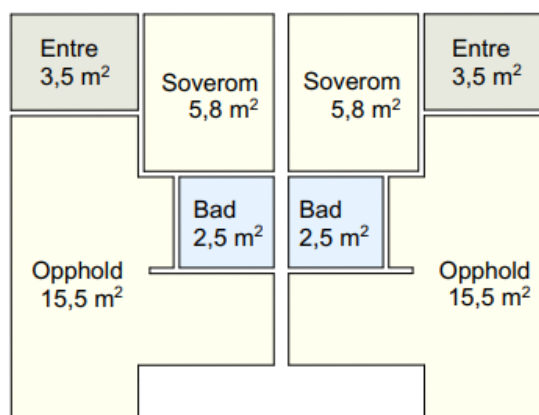 Entre
3,5 m²
Soverom
5,8 m²
Soverom
5,8 m²
Entre
3,5 m²
Bad
2,5 m²
Bad
2,5 m²
Opphold
15,5 m²
Opphold
15,5 m²